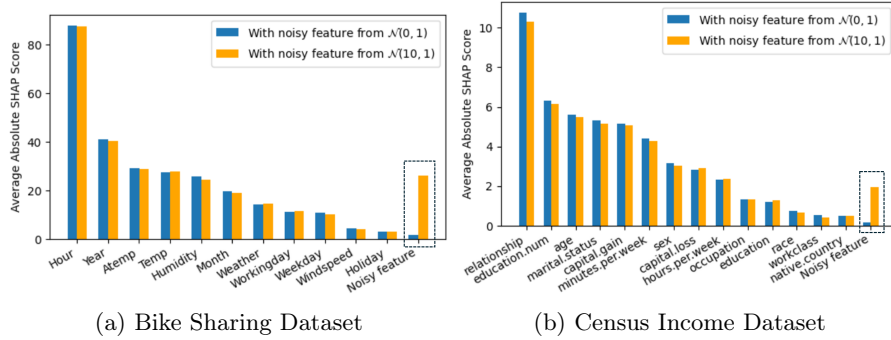 With noisy feature from 𝒩(0, 1)
With noisy feature from 𝒩(10, 1)
Average Absolute SHAP Score
80
60
40
20
0
Hour
Year
Atemp
Temp
Humidity
Month
Weather
Workingday
Weekday
Windspeed
Holiday
Noisy feature
(a) Bike Sharing Dataset
With noisy feature from 𝒩(0, 1)
With noisy feature from 𝒩(10, 1)
Average Absolute SHAP Score
10
8
6
4
2
0
relationship
education.num
age
marital.status
capital.gain
minutes.per.week
sex
capital.loss
hours.per.week
occupation
education
race
workclass
native.country
Noisy feature
(b) Census Income Dataset